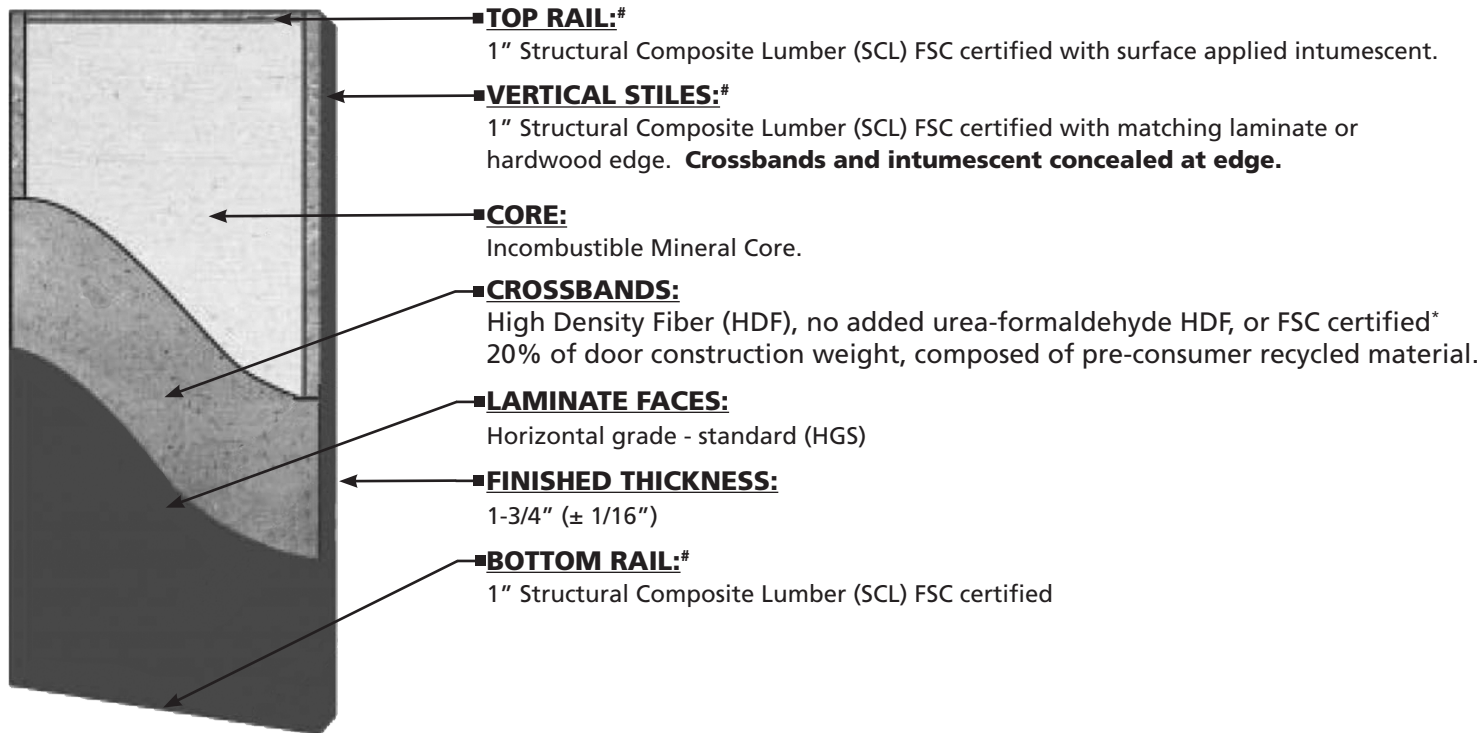 TOP RAIL:#
1” Structural Composite Lumber (SCL) FSC certified with surface applied intumescent.
VERTICAL STILES:#
1” Structural Composite Lumber (SCL) FSC certified with matching laminate or
hardwood edge. Crossbands and intumescent concealed at edge.
CORE:
Incombustible Mineral Core.
CROSSBANDS:
High Density Fiber (HDF), no added urea-formaldehyde HDF, or FSC certified*
20% of door construction weight, composed of pre-consumer recycled material.
LAMINATE FACES:
Horizontal grade - standard (HGS)
FINISHED THICKNESS:
1-3/4” (± 1/16”)
BOTTOM RAIL:#
1” Structural Composite Lumber (SCL) FSC certified